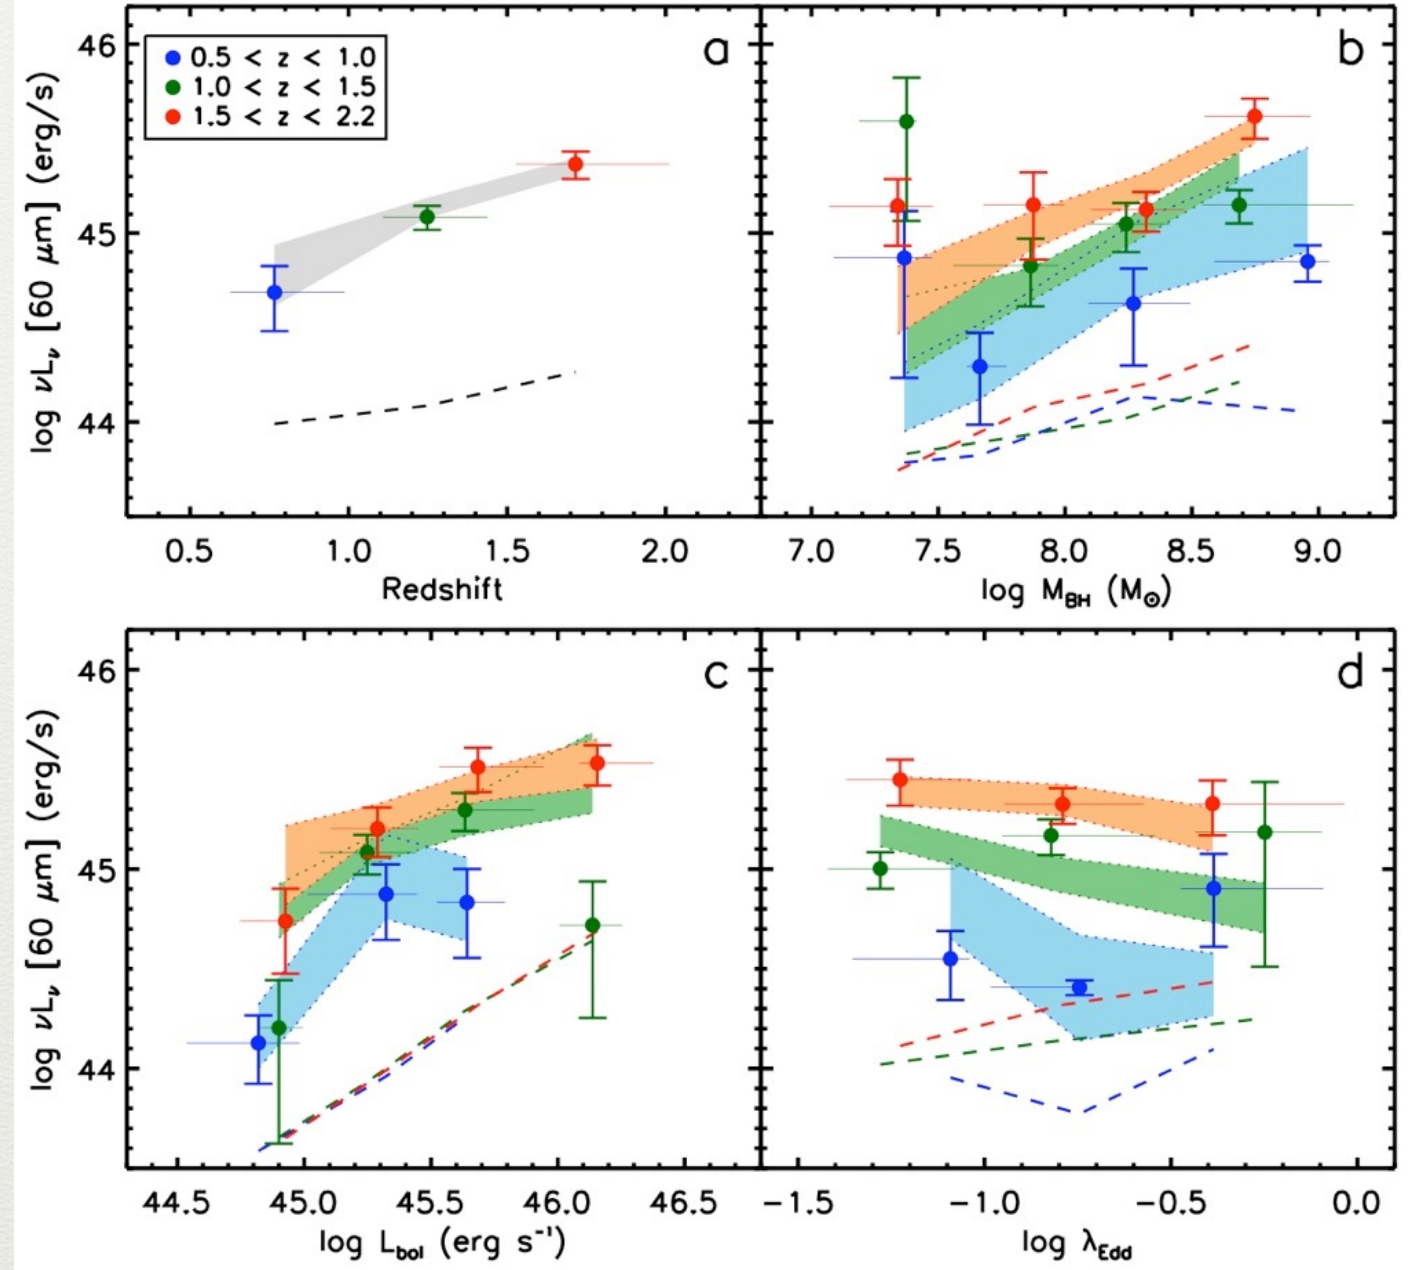 a
0.5 < z < 1.0
1.0 < z < 1.5
1.5 < z < 2.2
46
45
44
log νLν [60 μm] (erg/s)
0.5 1.0 1.5 2.0
Redshift
b
7.0 7.5 8.0 8.5 9.0
log MBH (M⊙)
c
46
45
44
log νLν [60 μm] (erg/s)
44.5 45.0 45.5 46.0 46.5
log Lbol (erg s⁻¹)
d
−1.5 −1.0 −0.5 0.0
log λEdd